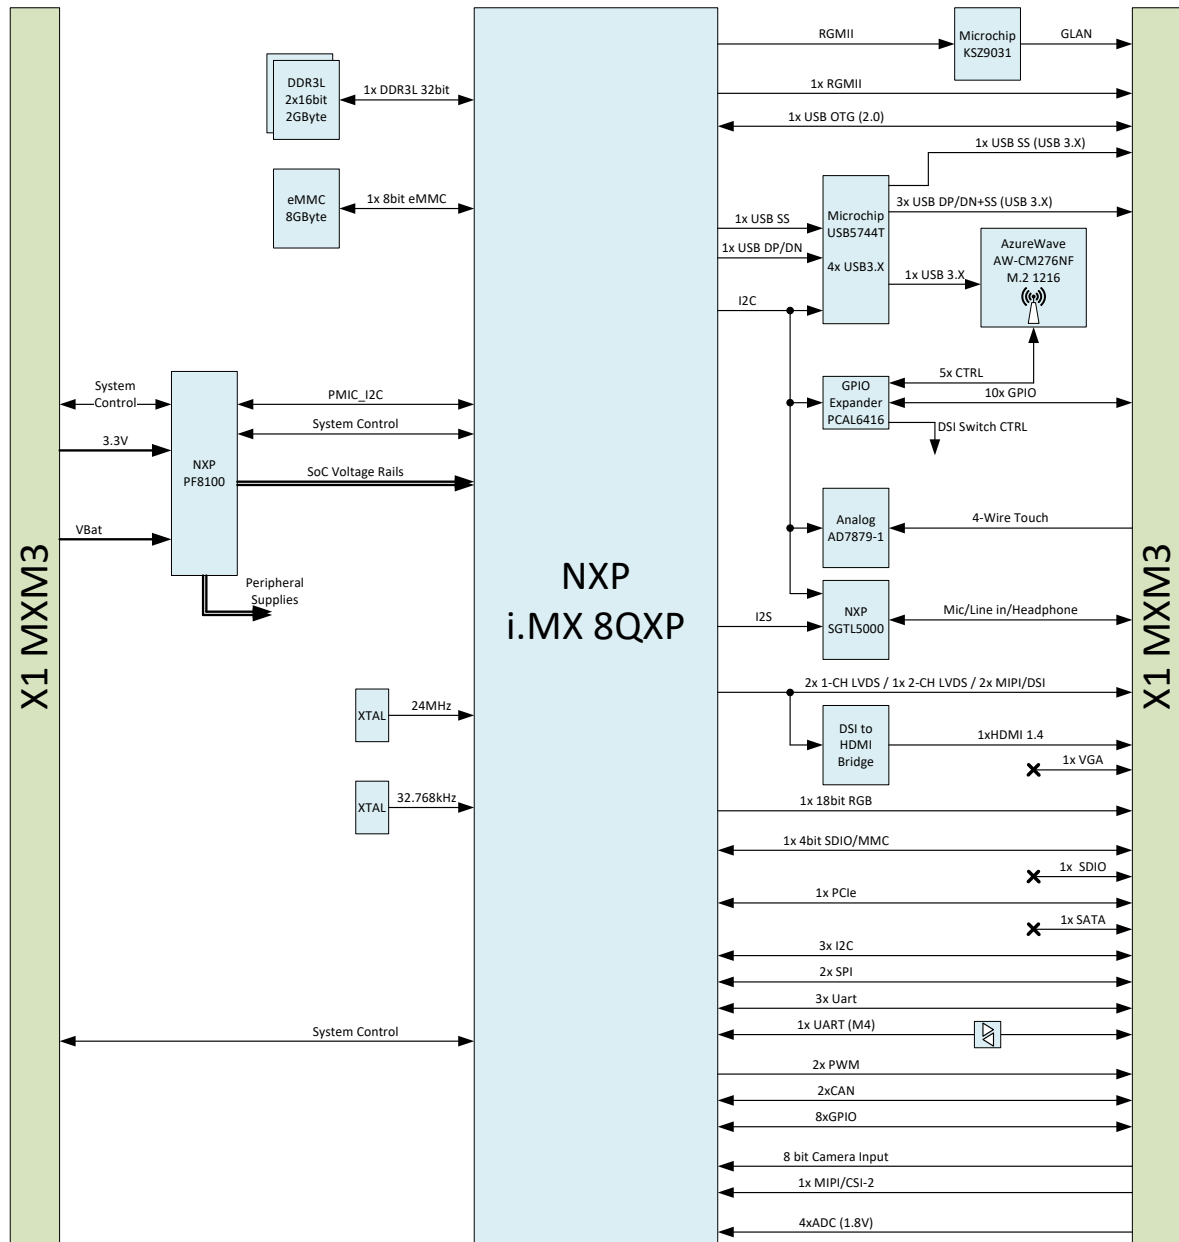 X1 MXM3
DDR3L
2x16bit
2GByte
1x DDR3L 32bit
eMMC
8GByte
1x 8bit eMMC
System
Control
3.3V
VBat
NXP
PF8100
PMIC_I2C
System Control
SoC Voltage Rails
Peripheral
Supplies
XTAL
24MHz
XTAL
32.768kHz
System Control
NXP
i.MX 8QXP
RGMII
Microchip
KSZ9031
GLAN
1x RGMII
1x USB OTG (2.0)
1x USB SS (USB 3.X)
1x USB SS
1x USB DP/DN
Microchip
USB5744T
4x USB3.X
3x USB DP/DN+SS (USB 3.X)
1x USB 3.X
AzureWave
AW-CM276NF
M.2 1216
I2C
GPIO
Expander
PCAL6416
5x CTRL
10x GPIO
DSI Switch CTRL
Analog
AD7879-1
4-Wire Touch
I2S
NXP
SGTL5000
Mic/Line in/Headphone
2x 1-CH LVDS / 1x 2-CH LVDS / 2x MIPI/DSI
DSI to
HDMI
Bridge
1xHDMI 1.4
1x VGA
1x 18bit RGB
1x 4bit SDIO/MMC
1x SDIO
1x PCIe
1x SATA
3x I2C
2x SPI
3x Uart
1x UART (M4)
2x PWM
2xCAN
8xGPIO
8 bit Camera Input
1x MIPI/CSI-2
4xADC (1.8V)
X1 MXM3